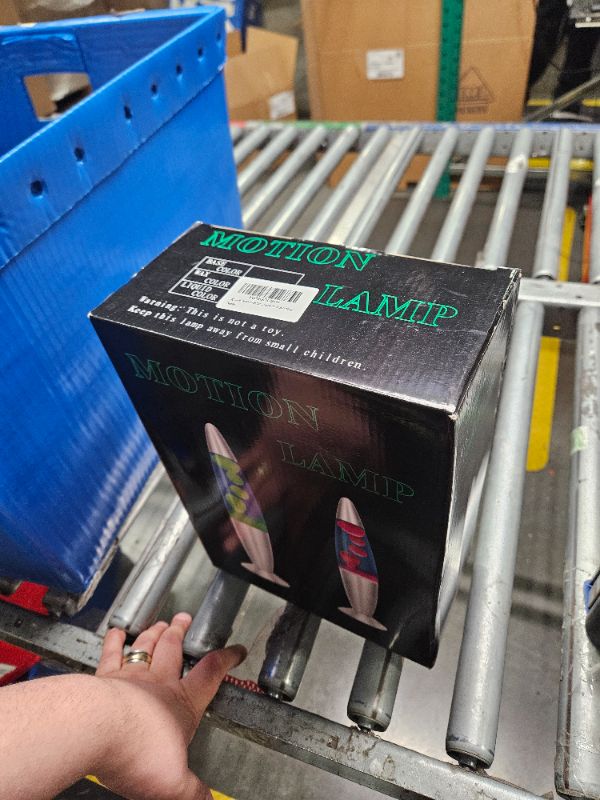 MOTION
LAMP
BASE
COLOR
WAX
COLOR
LIQUID
COLOR
Warning: This is not a toy.
Keep this lamp away from small children.
MOTION
LAMP